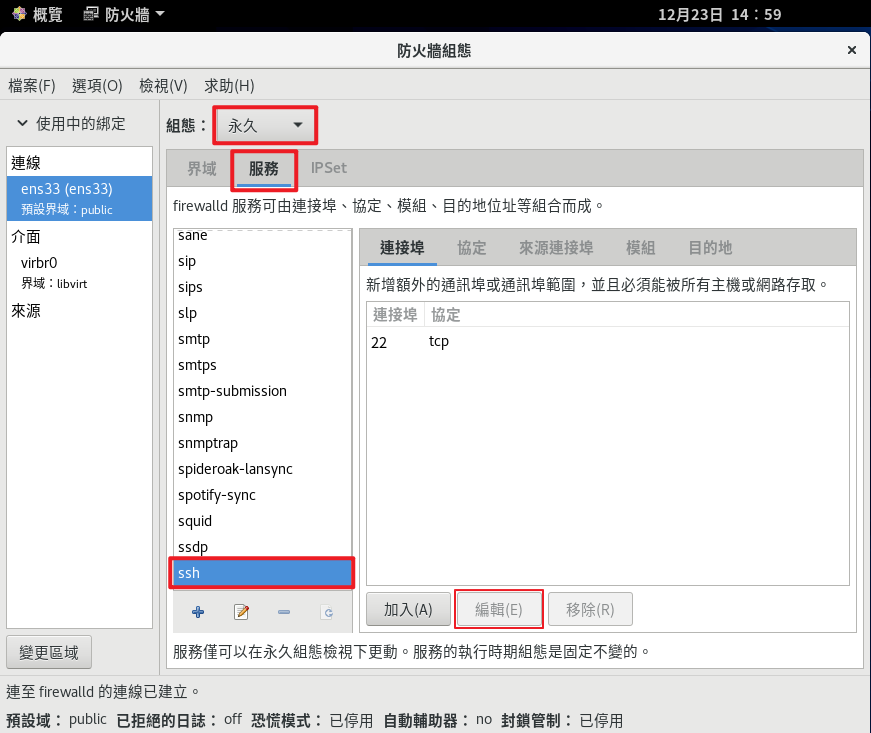 概覽 防火牆 12月23日 14：59
防火牆組態
檔案(F) 選項(O) 檢視(V) 求助(H)
使用中的綁定
連線
ens33 (ens33)
預設界域：public
介面
virbr0
界域：libvirt
來源
變更區域
組態： 永久
界域 服務 IPSet
firewalld 服務可由連接埠、協定、模組、目的地位址等組合而成。
sane
sip
sips
slp
smtp
smtps
smtp-submission
snmp
snmptrap
spideroak-lansync
spotify-sync
squid
ssdp
ssh
連接埠 協定 來源連接埠 模組 目的地
新增額外的通訊埠或通訊埠範圍，並且必須能被所有主機或網路存取。
連接埠 協定
22 tcp
加入(A) 編輯(E) 移除(R)
服務僅可以在永久組態檢視下更動。服務的執行時期組態是固定不變的。
連至 firewalld 的連線已建立。
預設域： public 已拒絕的日誌： off 恐慌模式： 已停用 自動輔助器： no 封鎖管制： 已停用